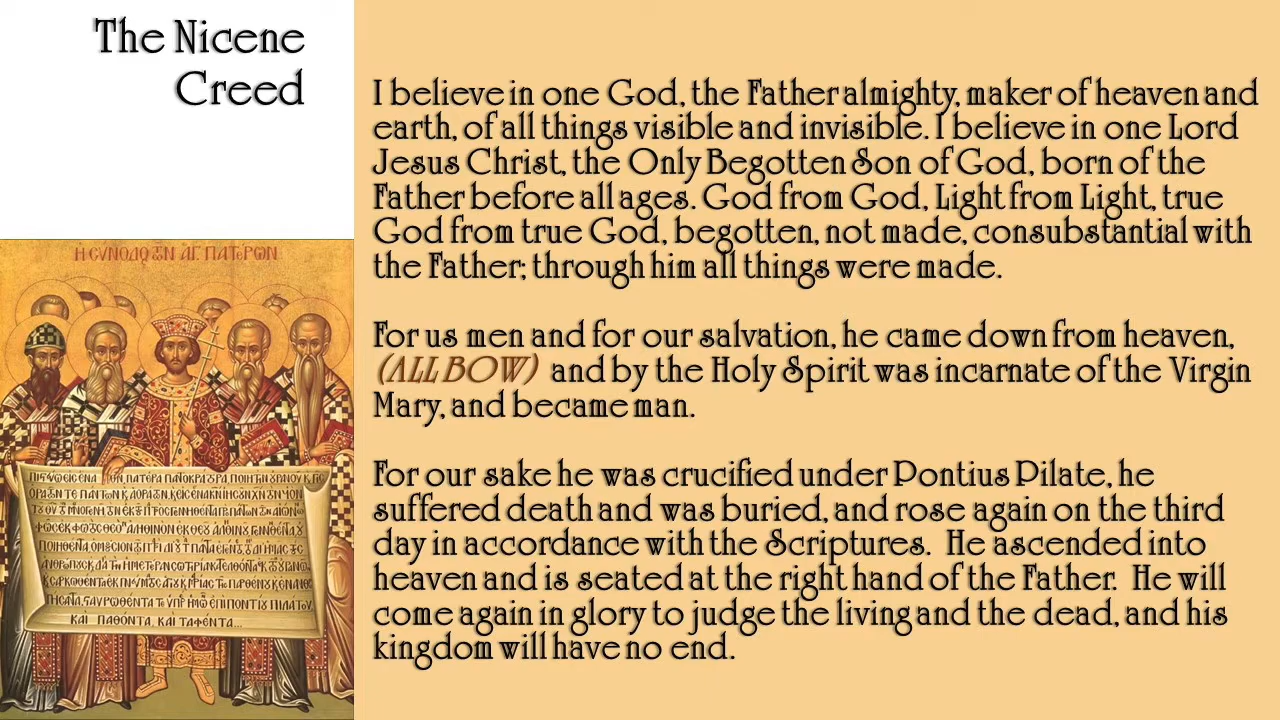 The Nicene
Creed
I believe in one God, the Father almighty, maker of heaven and
earth, of all things visible and invisible. I believe in one Lord
Jesus Christ, the Only Begotten Son of God, born of the
Father before all ages. God from God, Light from Light, true
God from true God, begotten, not made, consubstantial with
the Father; through him all things were made.
For us men and for our salvation, he came down from heaven,
(ALL BOW) and by the Holy Spirit was incarnate of the Virgin
Mary, and became man.
For our sake he was crucified under Pontius Pilate, he
suffered death and was buried, and rose again on the third
day in accordance with the Scriptures. He ascended into
heaven and is seated at the right hand of the Father. He will
come again in glory to judge the living and the dead, and his
kingdom will have no end.
ΠΑΤΕΡΩΝ
ΚΑΙ ΠΑΘΟΝΤΑ, ΚΑΙ ΤΑΦΕΝΤΑ...